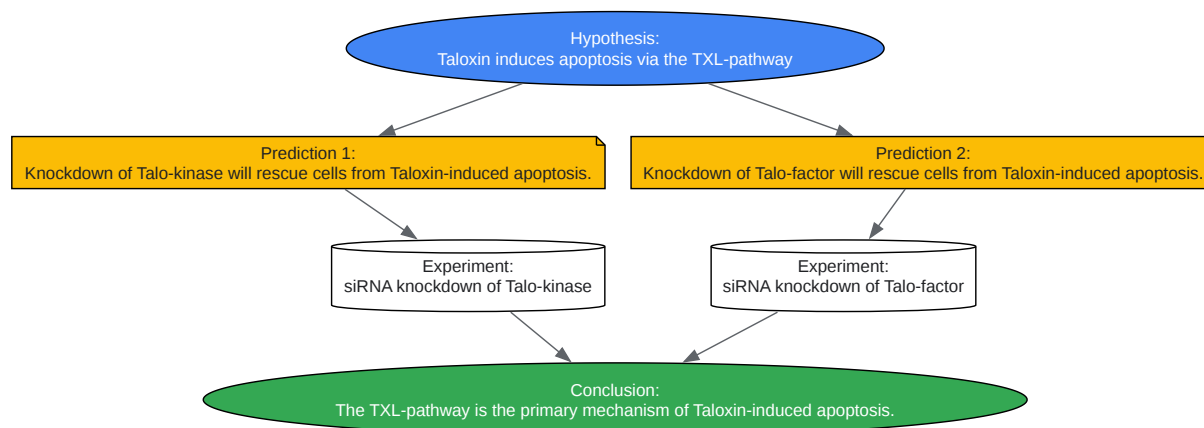 Hypothesis:
Taloxin induces apoptosis via the TXL-pathway
Prediction 1:
Knockdown of Talo-kinase will rescue cells from Taloxin-induced apoptosis.
Prediction 2:
Knockdown of Talo-factor will rescue cells from Taloxin-induced apoptosis.
Experiment:
siRNA knockdown of Talo-kinase
Experiment:
siRNA knockdown of Talo-factor
Conclusion:
The TXL-pathway is the primary mechanism of Taloxin-induced apoptosis.